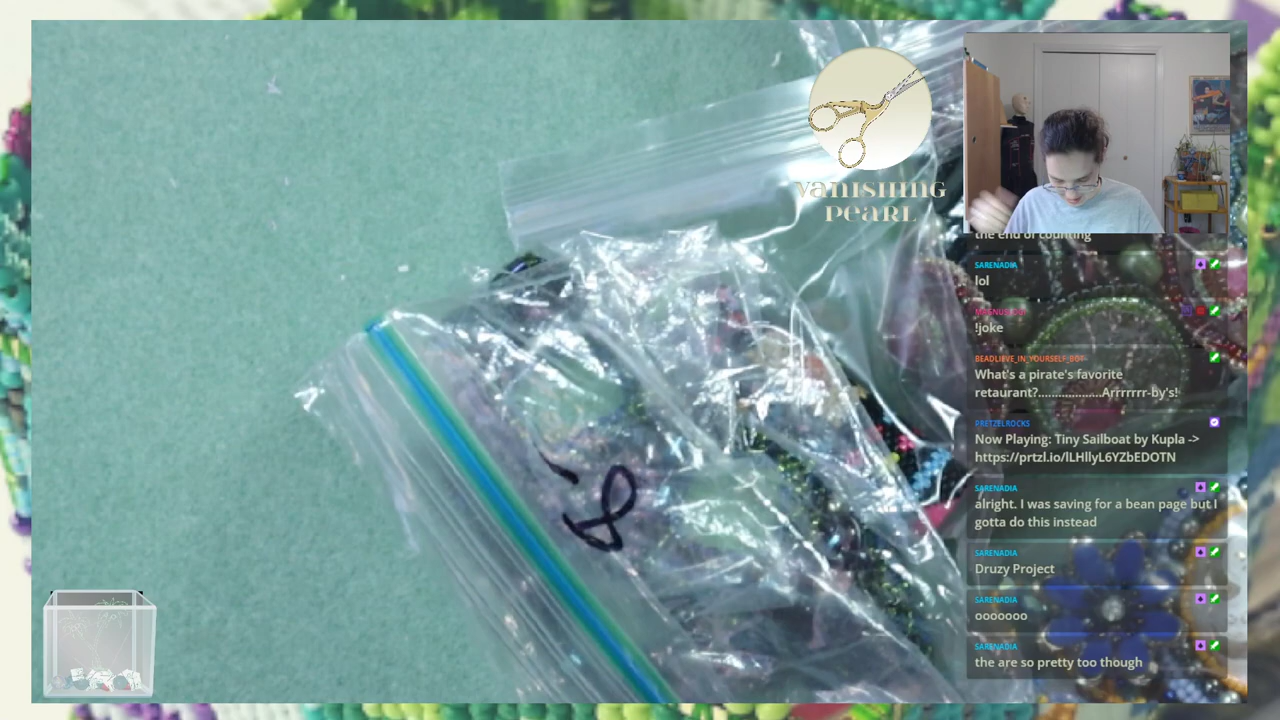 VANISHING
PEARL
18
the end of counting
SARENADIA
lol
!joke
BEADLIEVE_IN_YOURSELF_BOT
What's a pirate's favorite
retaurant?..................Arrrrrrr-by's!
PRETZELROCKS
Now Playing: Tiny Sailboat by Kupla ->
https://prtzl.io/lLHllyL6YZbEDOTN
SARENADIA
alright. I was saving for a bean page but I
gotta do this instead
SARENADIA
Druzy Project
SARENADIA
ooooooo
SARENADIA
the are so pretty too though